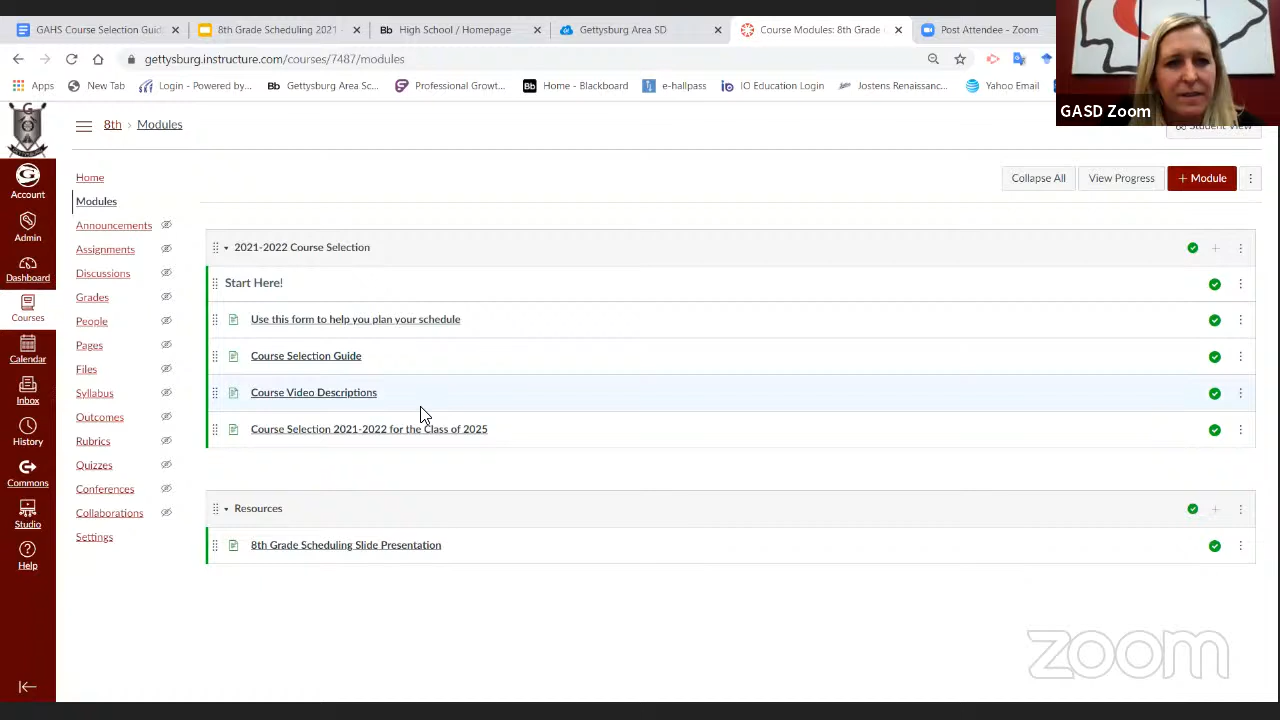 GAHS Course Selection Guid
8th Grade Scheduling 2021 -
Bb High School / Homepage
Gettysburg Area SD
Course Modules: 8th Grade
Post Attendee - Zoom
gettysburg.instructure.com/courses/7487/modules
Apps
New Tab
Login - Powered by...
Bb Gettysburg Area Sc...
Professional Growt...
Bb Home - Blackboard
e-hallpass
IO Education Login
Jostens Renaissanc...
Yahoo Email
GASD Zoom
8th › Modules
Student View
Account
Admin
Dashboard
Courses
Calendar
Inbox
History
Commons
Studio
Help
Home
Modules
Announcements
Assignments
Discussions
Grades
People
Pages
Files
Syllabus
Outcomes
Rubrics
Quizzes
Conferences
Collaborations
Settings
Collapse All
View Progress
+ Module
2021-2022 Course Selection
Start Here!
Use this form to help you plan your schedule
Course Selection Guide
Course Video Descriptions
Course Selection 2021-2022 for the Class of 2025
Resources
8th Grade Scheduling Slide Presentation
zoom